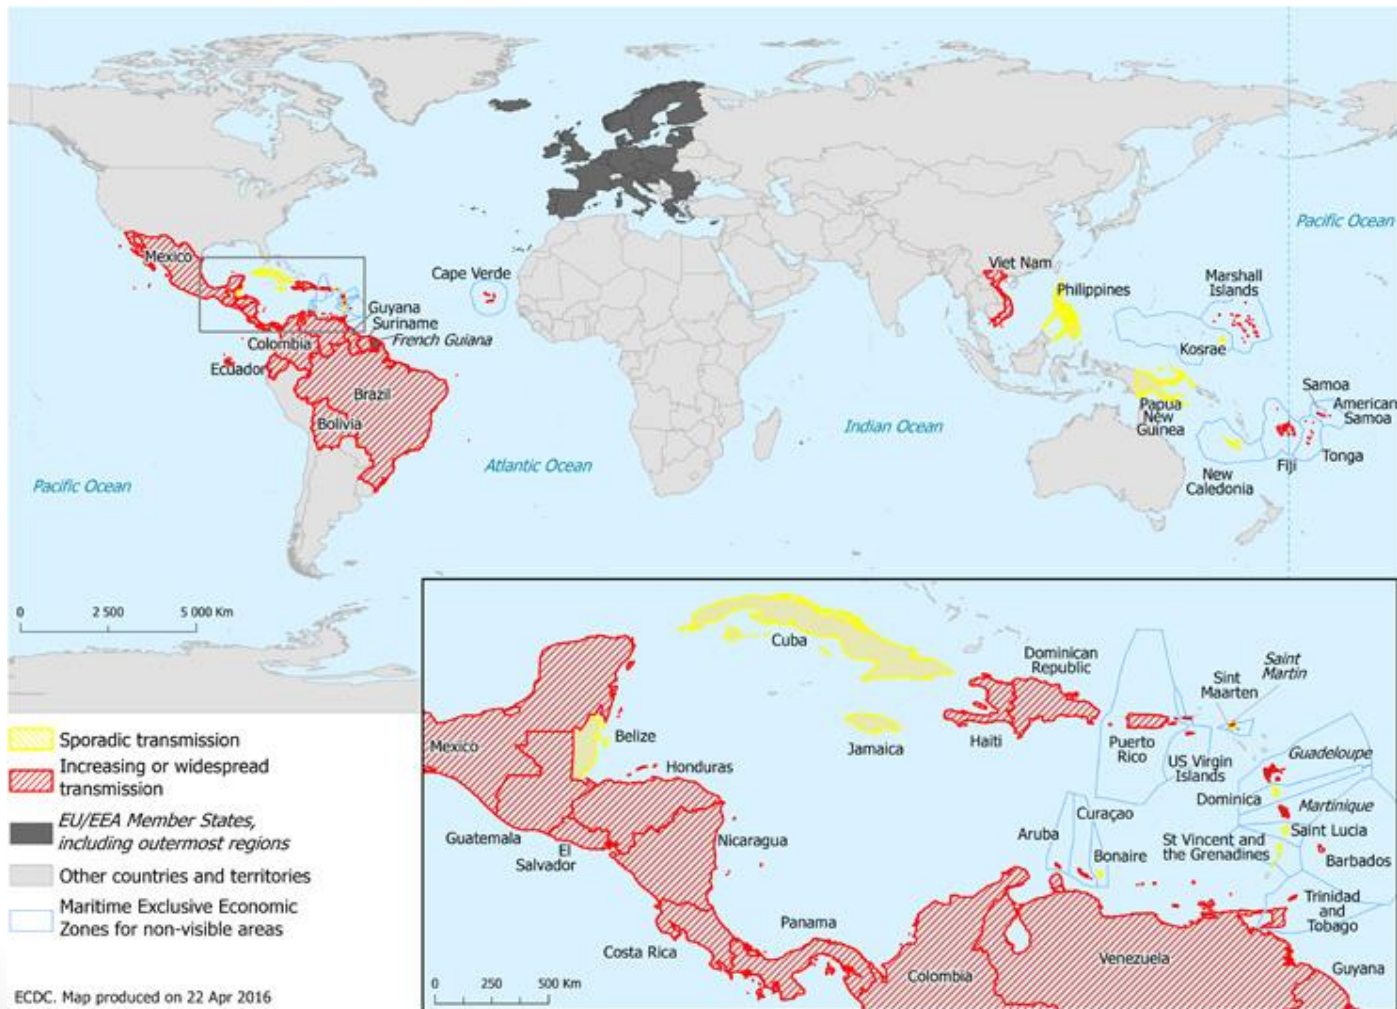 Pacific Ocean
Mexico
Cape Verde
Viet Nam
Philippines
Marshall
Islands
Guyana
Suriname
French Guiana
Colombia
Kosrae
Ecuador
Samoa
Brazil
American
Samoa
Papua
New
Guinea
Bolivia
Indian Ocean
Tonga
Fiji
Atlantic Ocean
New
Caledonia
Pacific Ocean
0 2 500 5 000 Km
Cuba
Dominican
Republic
Saint
Martin
Sint
Maarten
Mexico
Belize
Jamaica
Haiti
Puerto
Rico
US Virgin
Islands
Guadeloupe
Honduras
Dominica
Martinique
Curaçao
Aruba
Saint Lucia
Guatemala
El
Salvador
Nicaragua
Bonaire
St Vincent and
the Grenadines
Barbados
Trinidad
and
Tobago
Panama
Costa Rica
Colombia
Venezuela
Guyana
0 250 500 Km
Sporadic transmission
Increasing or widespread
transmission
EU/EEA Member States,
including outermost regions
Other countries and territories
Maritime Exclusive Economic
Zones for non-visible areas
ECDC. Map produced on 22 Apr 2016